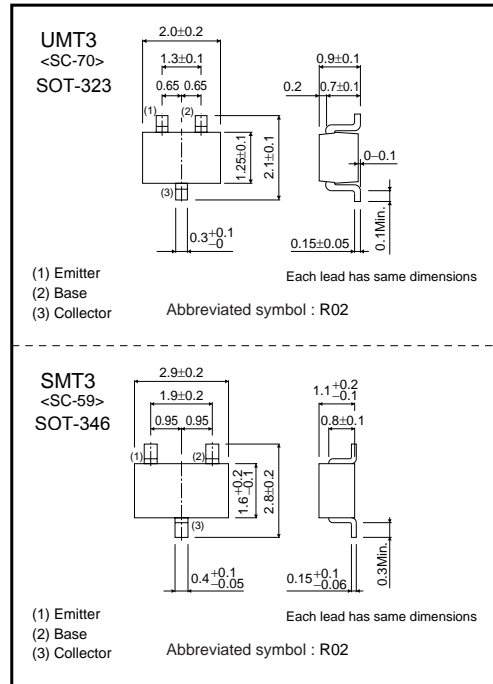 UMT3
<SC-70>
SOT-323
2.0±0.2
1.3±0.1
0.65 0.65
(1) (2)
(3)
1.25±0.1
2.1±0.1
0.3 +0.1 −0
0.9±0.1
0.2 0.7±0.1
0−0.1
0.15±0.05
0.1Min.
(1) Emitter
(2) Base
(3) Collector
Each lead has same dimensions
Abbreviated symbol : R02
SMT3
<SC-59>
SOT-346
2.9±0.2
1.9±0.2
0.95 0.95
(1) (2)
(3)
1.6 +0.2 −0.1
2.8±0.2
0.4 +0.1 −0.05
1.1 +0.2 −0.1
0.8±0.1
0.15 +0.1 −0.06
0.3Min.
(1) Emitter
(2) Base
(3) Collector
Each lead has same dimensions
Abbreviated symbol : R02